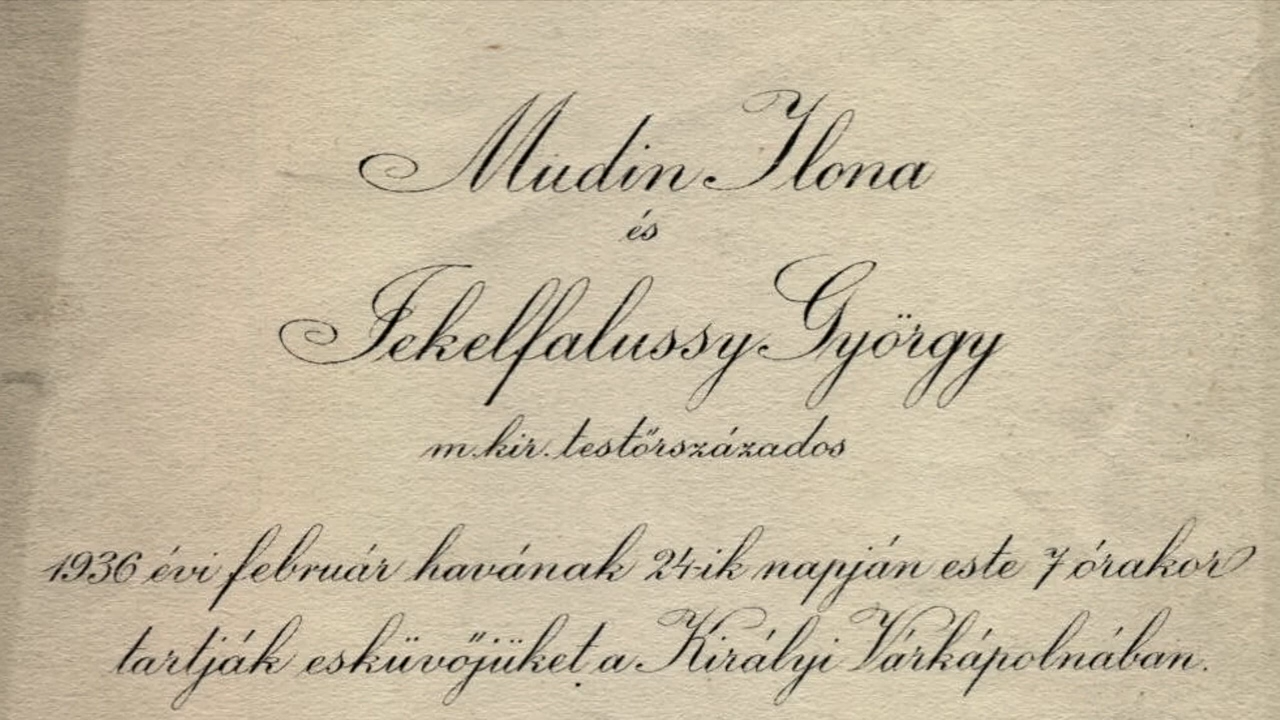 Mudin Ilona
és
Fekelfalussy György
m. kir. testőrszázados
1936 évi február havának 24-ik napján este 7 órakor
tartják esküvőjüket a Királyi Várkápolnában.